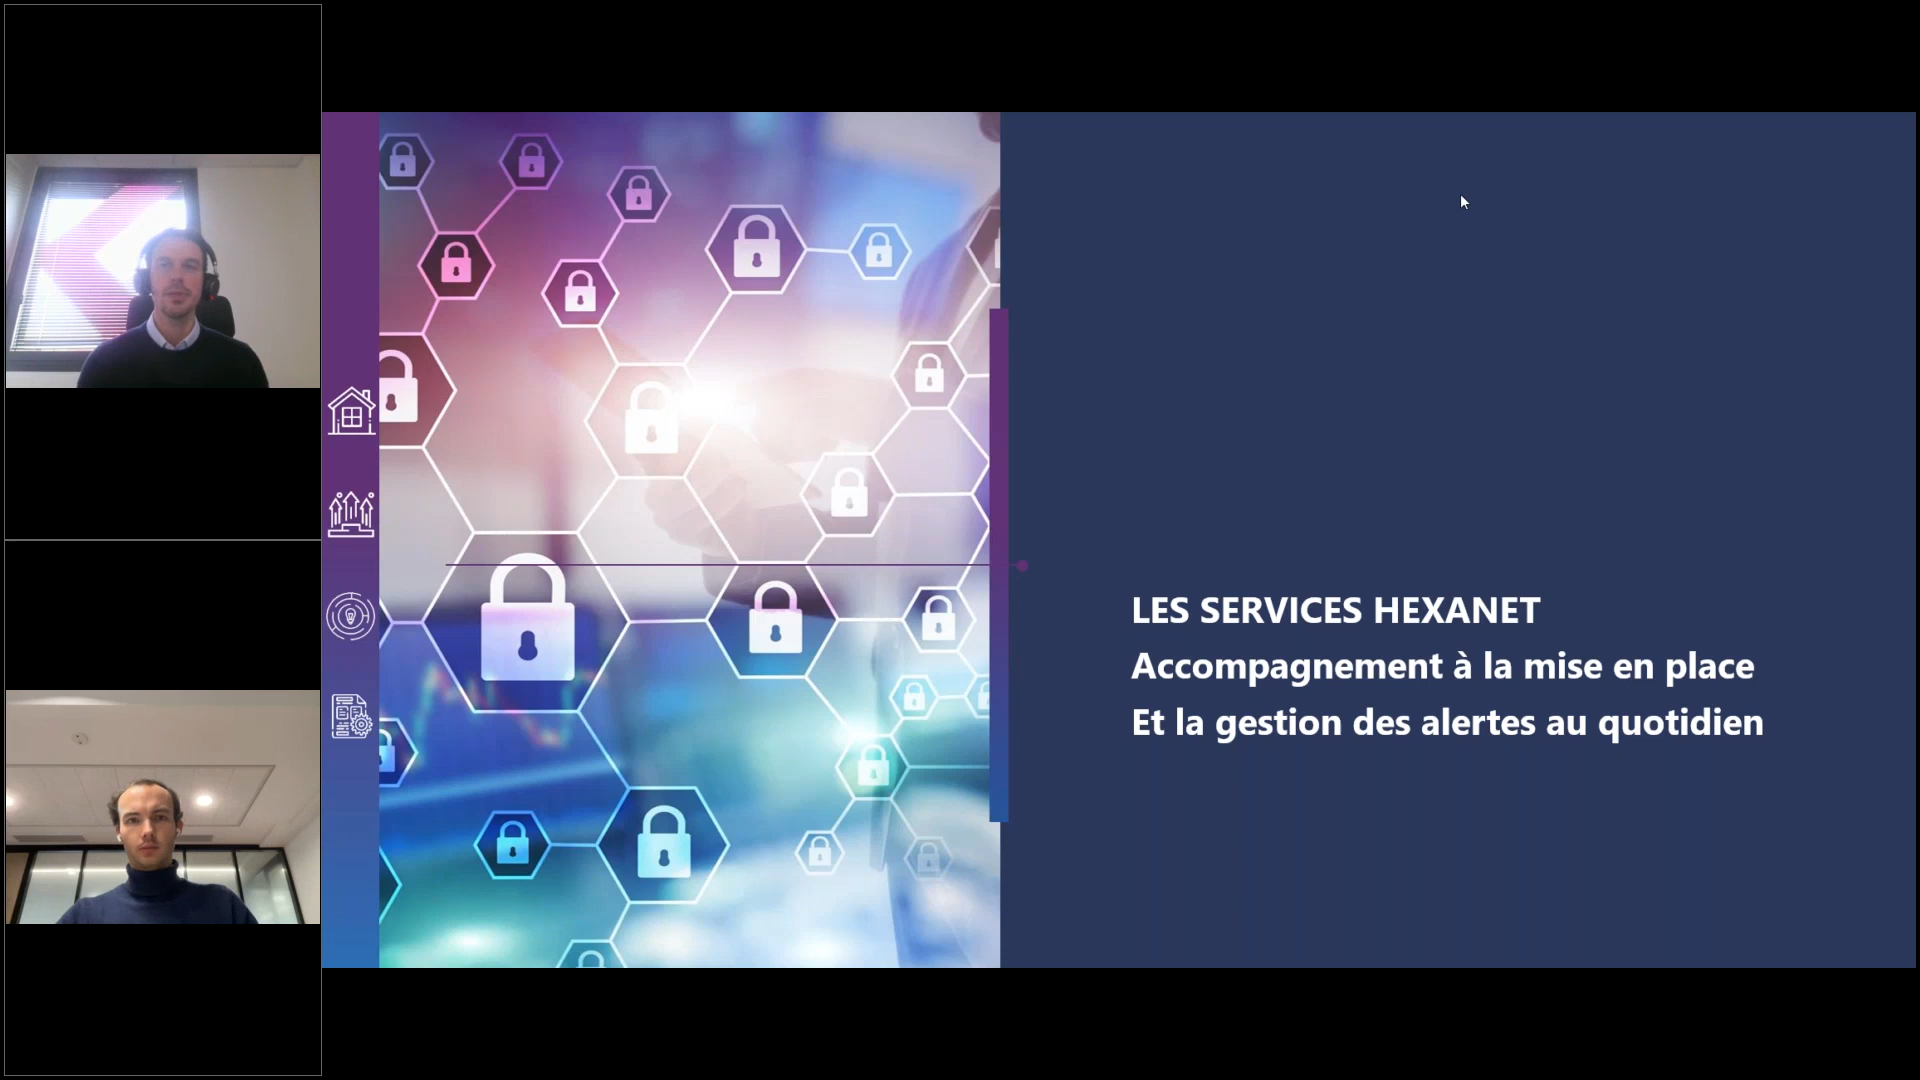 LES SERVICES HEXANET
Accompagnement à la mise en place
Et la gestion des alertes au quotidien